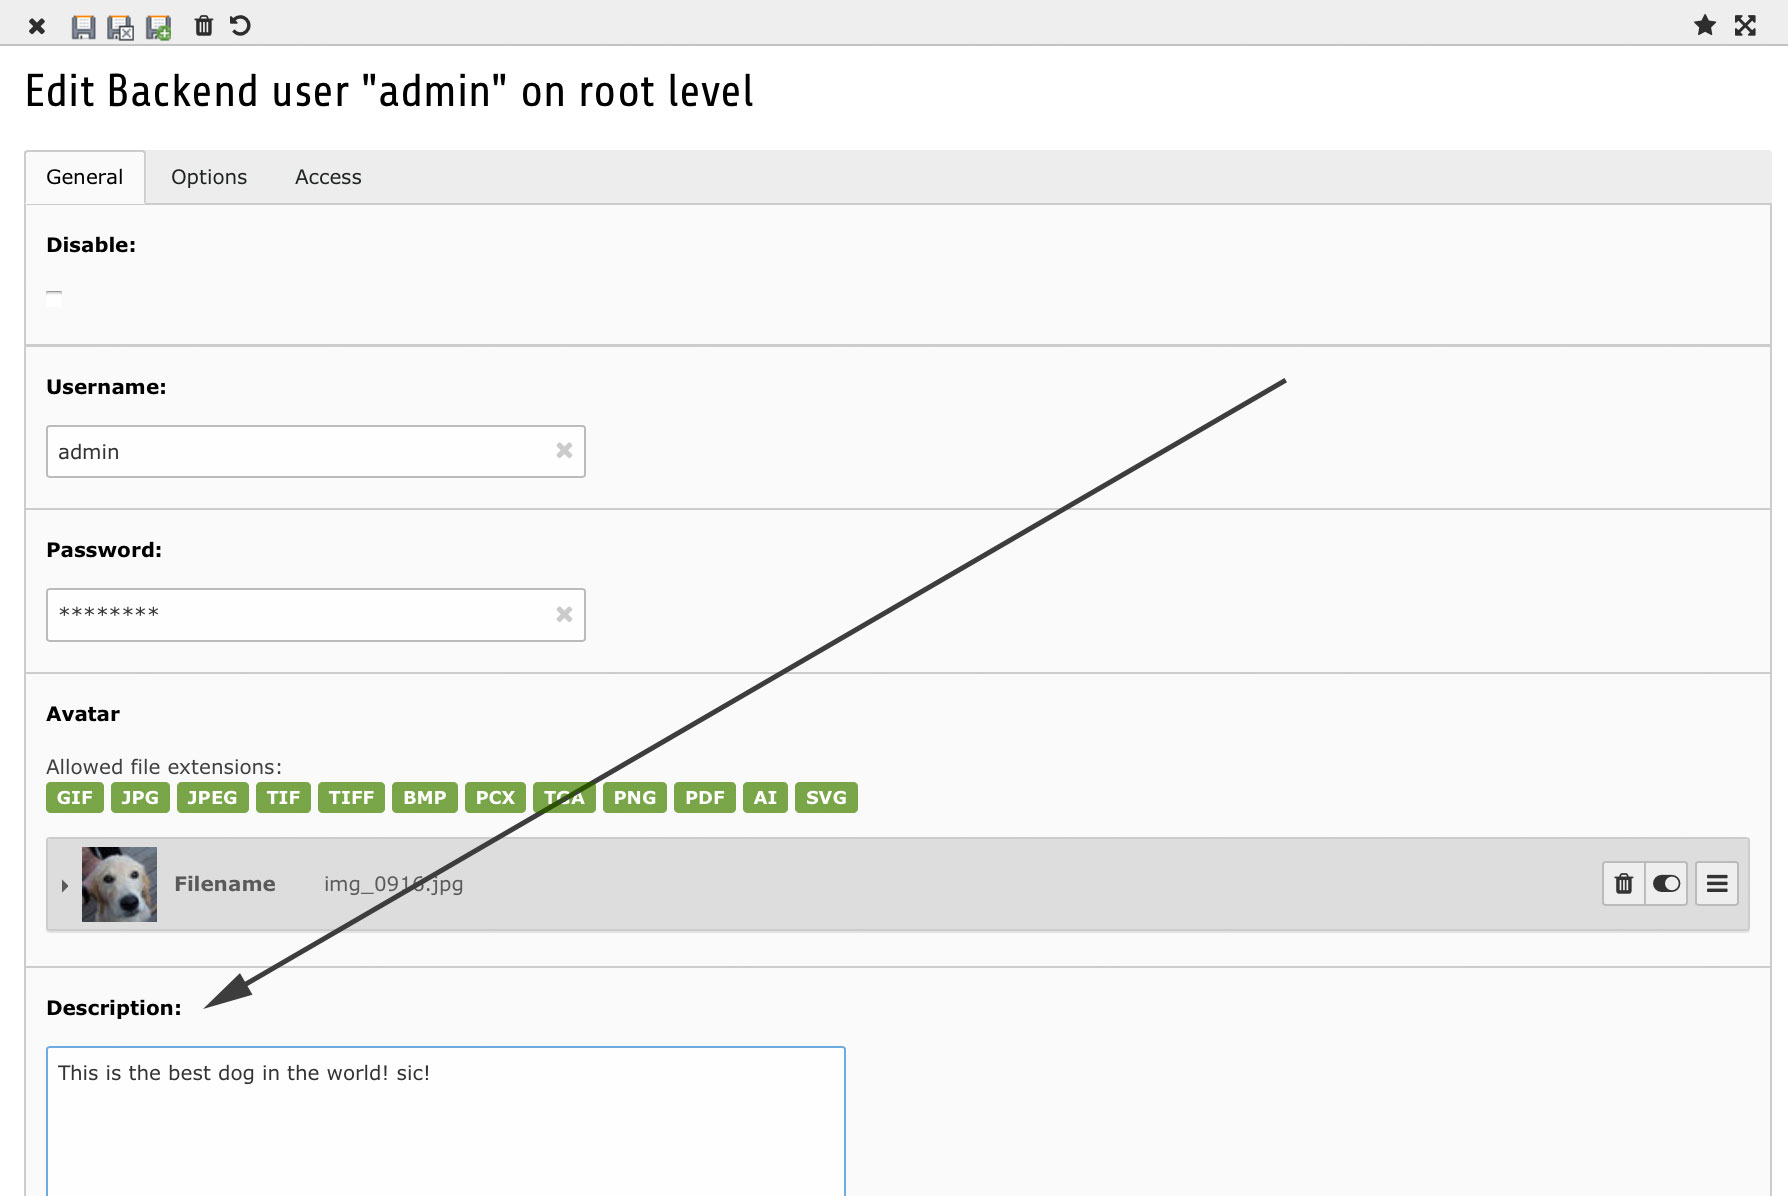 Edit Backend user "admin" on root level
General Options Access
Disable:
Username:
admin
Password:
********
Avatar
Allowed file extensions:
GIF JPG JPEG TIF TIFF BMP PCX TGA PNG PDF AI SVG
Filename img_0916.jpg
Description:
This is the best dog in the world! sic!